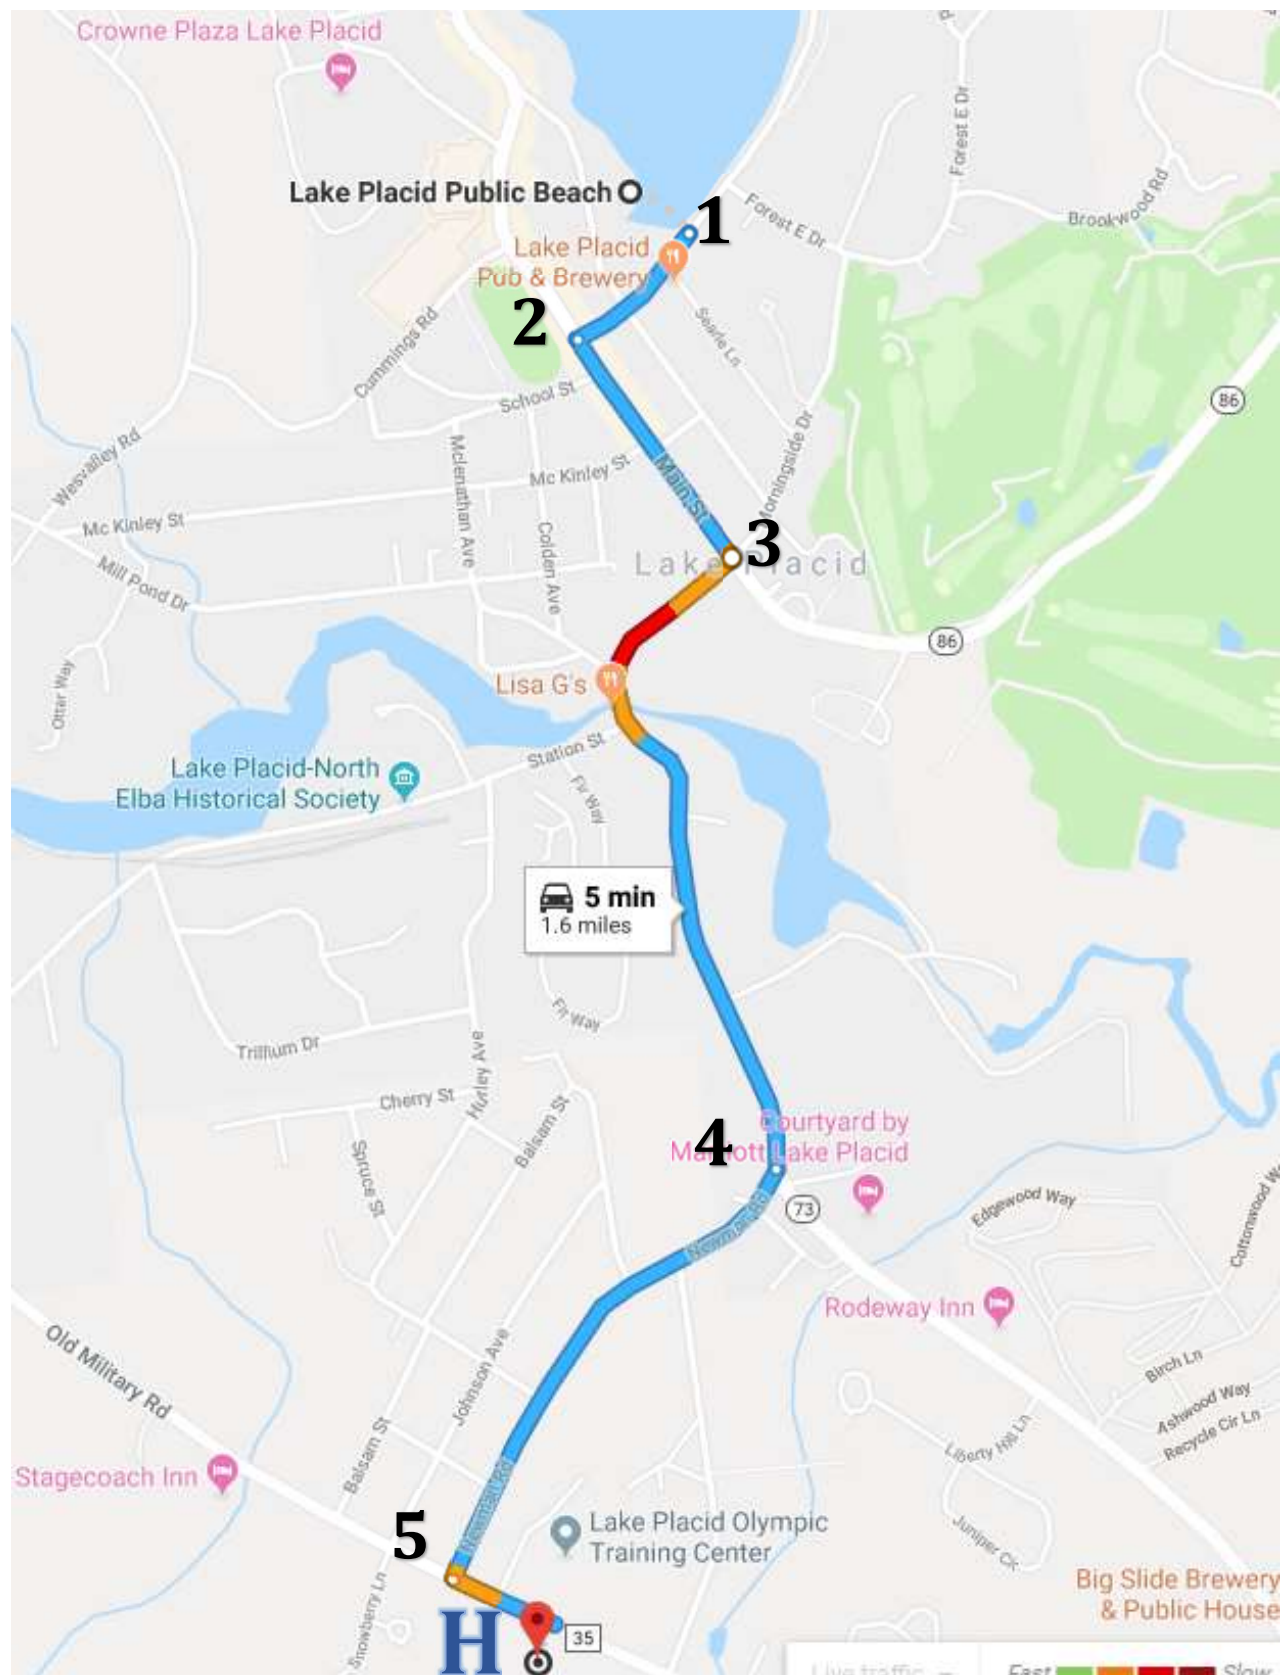 Crowne Plaza Lake Placid
Forest E Dr
Lake Placid Public Beach
1
Forest E Dr
Brookwood Rd
Lake Placid
Pub & Brewery
2
Searle Ln
Cummings Rd
School St
86
Morningside Dr
Wesvalley Rd
Mclenathan Ave
Mc Kinley St
Main St
Mc Kinley St
Colden Ave
3
Lake Placid
Mill Pond Dr
86
Otter Way
Lisa G's
Station St
Lake Placid-North
Elba Historical Society
Fir Way
5 min
1.6 miles
Fir Way
Trillium Dr
Hurley Ave
Cherry St
Balsam St
4
Courtyard by
Marriott Lake Placid
Spruce St
73
Newman Rd
Edgewood Way
Cottonwood W
Rodeway Inn
Old Military Rd
Johnson Ave
Birch Ln
Ashwood Way
Recycle Cir Ln
Liberty Hill Ln
Balsam St
Stagecoach Inn
Newman Rd
5
Lake Placid Olympic
Training Center
Juniper Ck
Big Slide Brewery
& Public House
Snowberry Ln
H
35
Live traffic
Fast
Slow